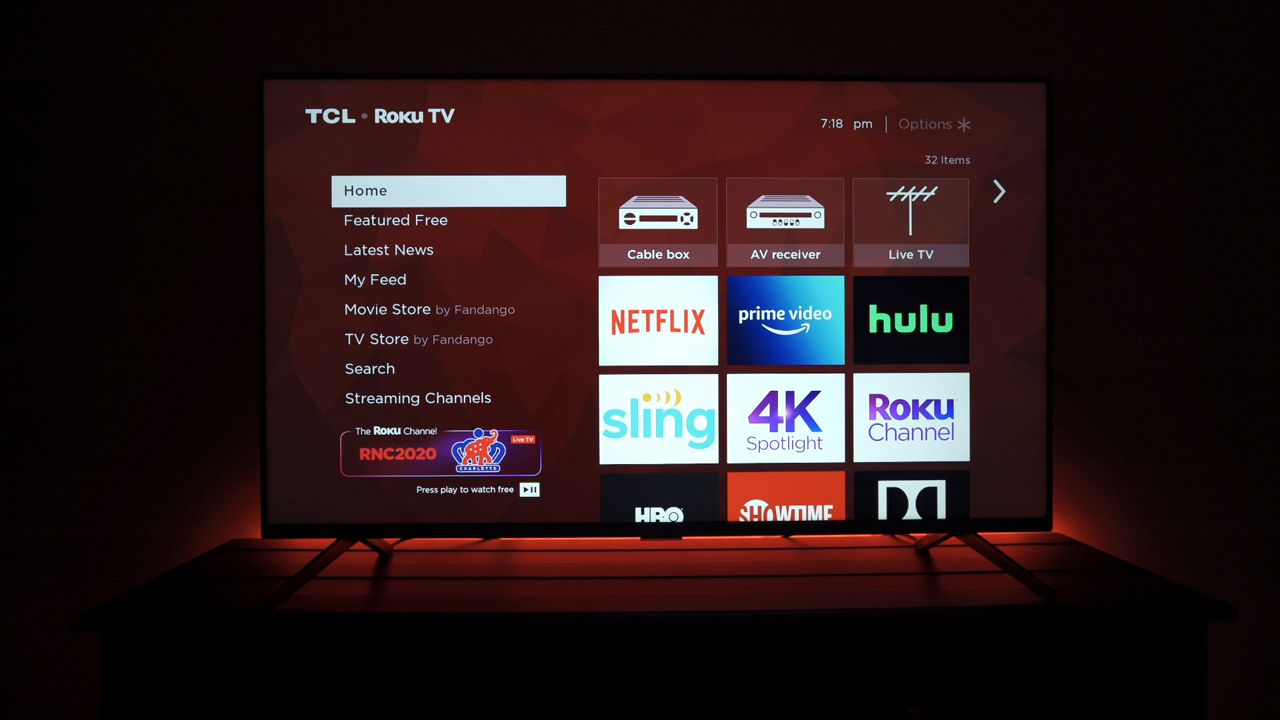 TCL • Roku TV
7:18 pm | Options
32 Items
Home
Featured Free
Latest News
My Feed
Movie Store by Fandango
TV Store by Fandango
Search
Streaming Channels
The Roku Channel
Live TV
RNC2020
CHARLOTTE
Press play to watch free
Cable box
AV receiver
Live TV
NETFLIX
prime video
hulu
sling
4K
Spotlight
Roku
Channel
HBO
SHOWTIME